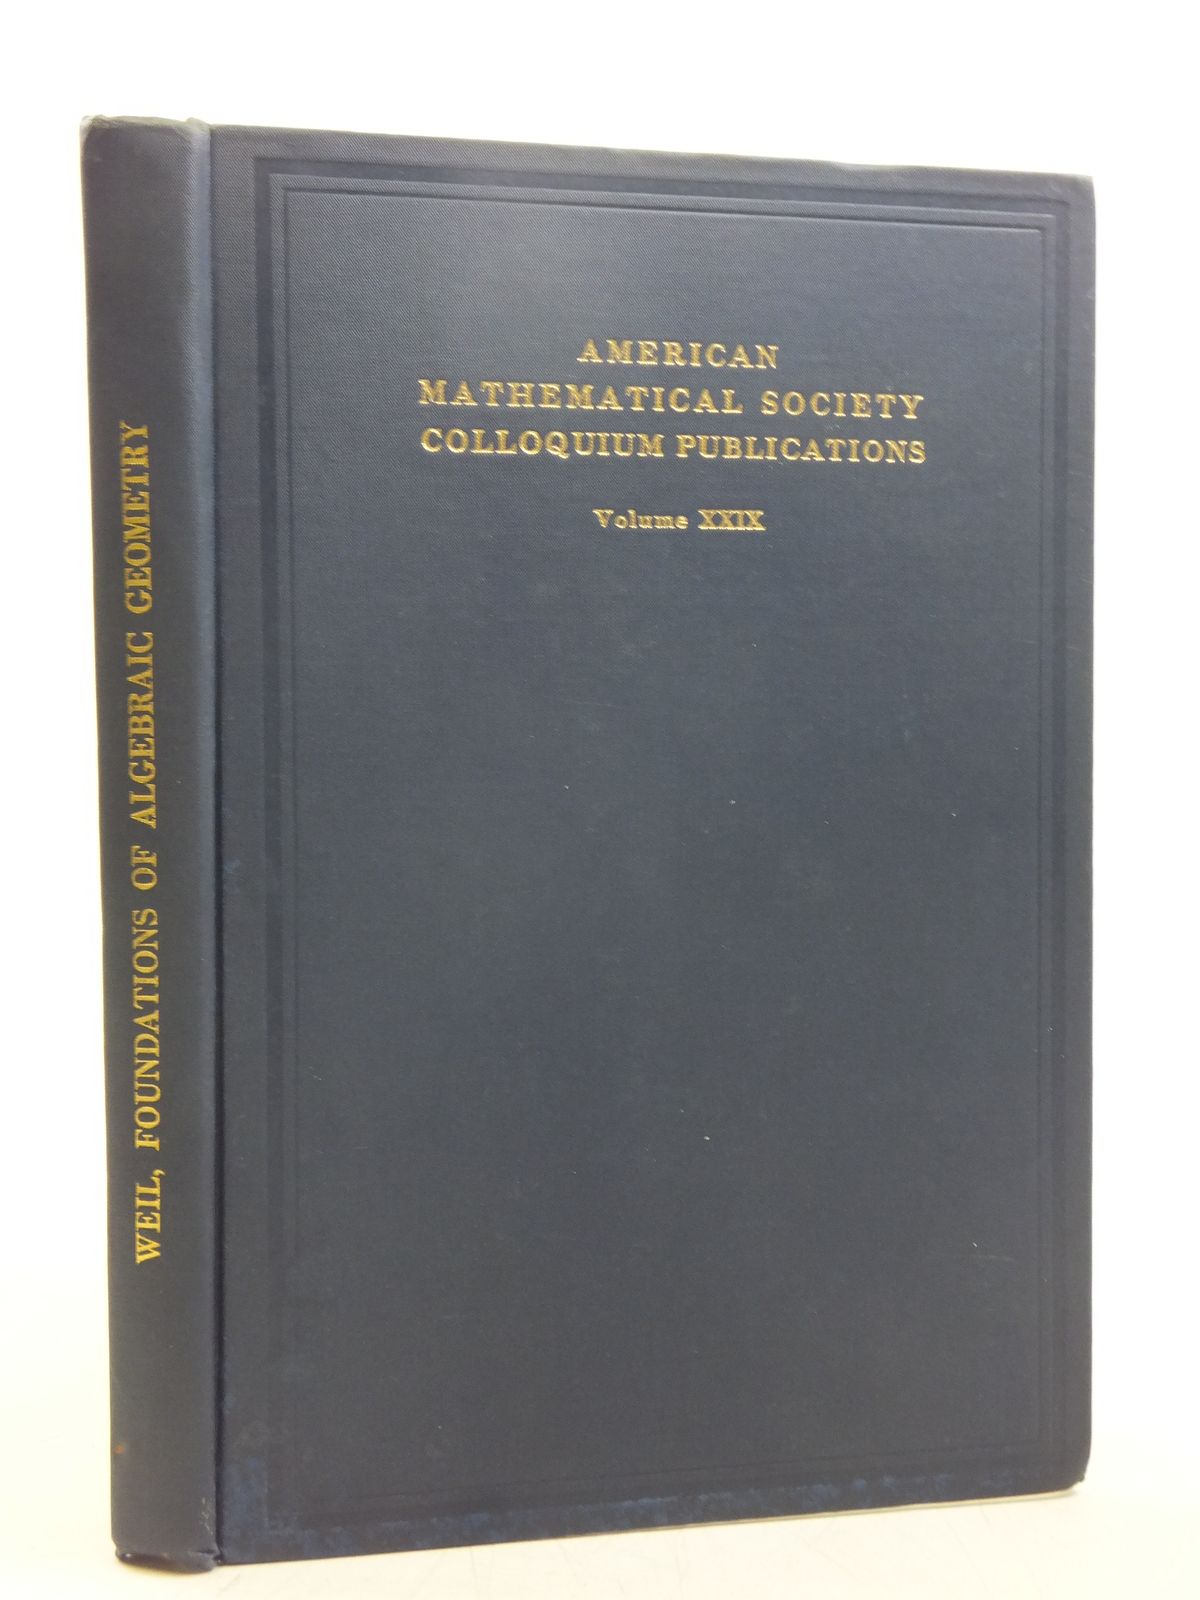 WEIL, FOUNDATIONS OF ALGEBRAIC GEOMETRY
AMERICAN
MATHEMATICAL SOCIETY
COLLOQUIUM PUBLICATIONS
Volume XXIX